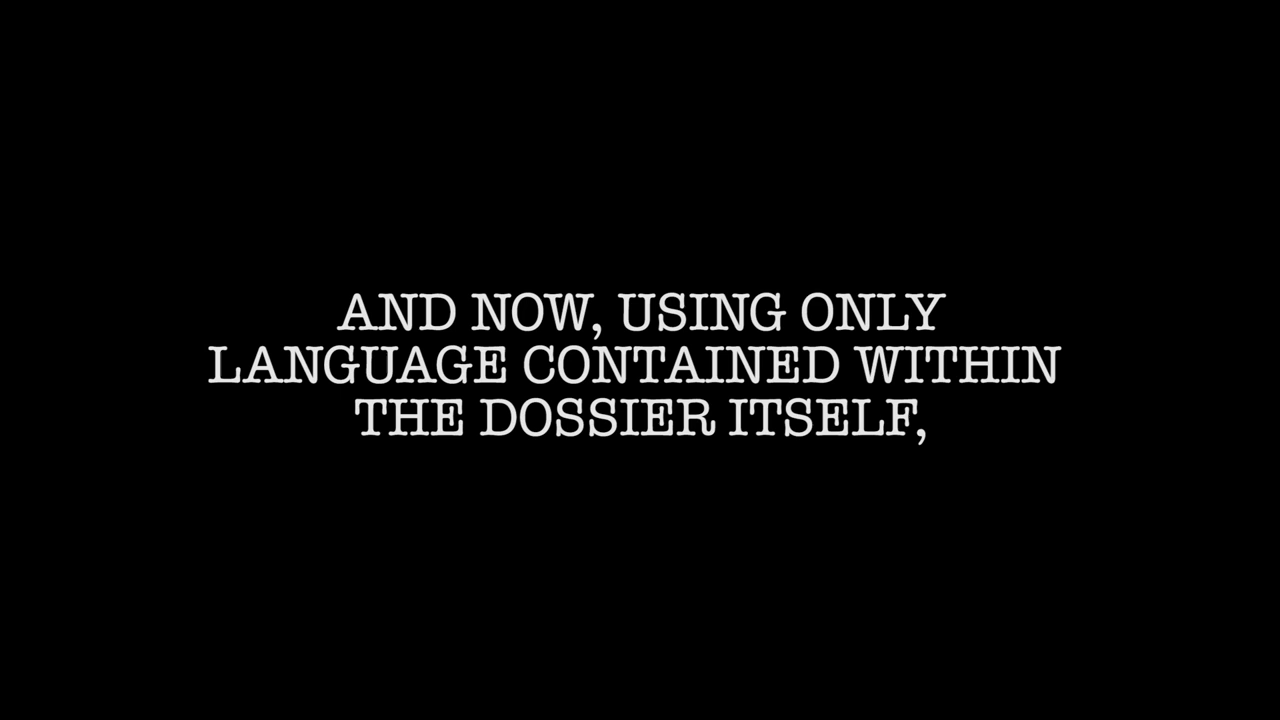 AND NOW, USING ONLY
LANGUAGE CONTAINED WITHIN
THE DOSSIER ITSELF,